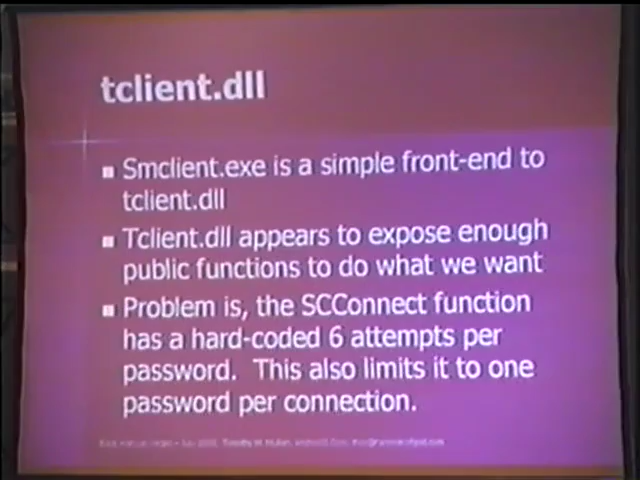 tclient.dll
Smclient.exe is a simple front-end to
tclient.dll
Tclient.dll appears to expose enough
public functions to do what we want
Problem is, the SCConnect function
has a hard-coded 6 attempts per
password. This also limits it to one
password per connection.